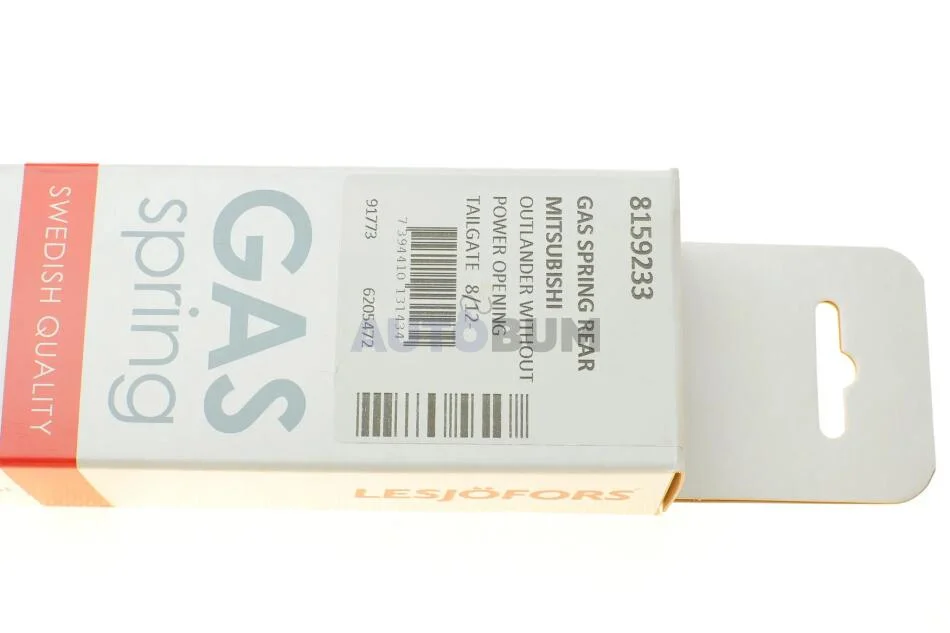 8159233
GAS SPRING REAR
MITSUBISHI
OUTLANDER WITHOUT
POWER OPENING
TAILGATE 8/12-
7 394410 131434
91773 6205472
GAS
spring
SWEDISH QUALITY
LESJÖFORS
AUTOBUN